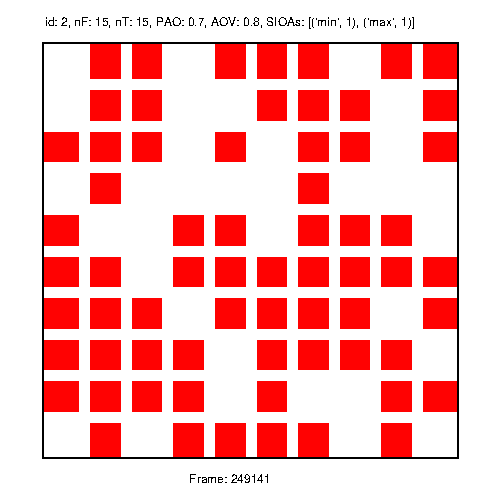 id: 2, nF: 15, nT: 15, PAO: 0.7, AOV: 0.8, SIOAs: [('min', 1), ('max', 1)]
Frame: 249141